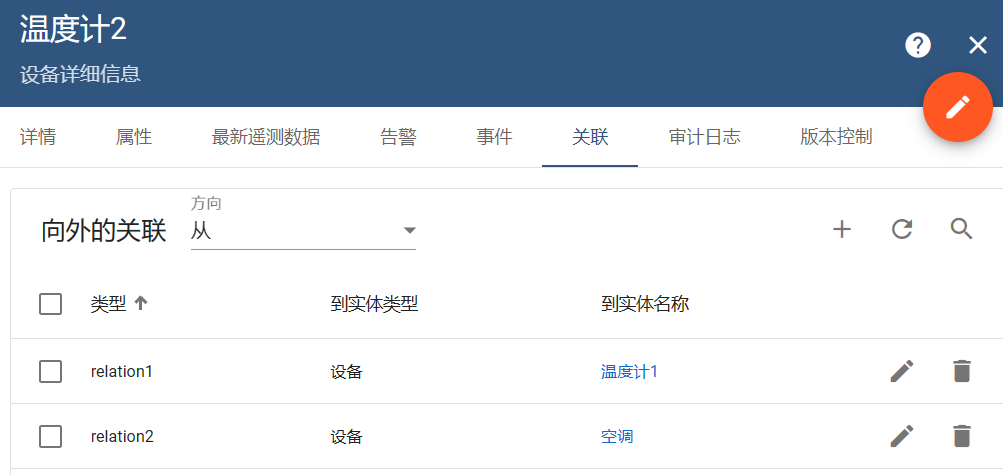 温度计2
设备详细信息
详情 属性 最新遥测数据 告警 事件 关联 审计日志 版本控制
方向
向外的关联 从
类型 到实体类型 到实体名称
relation1 设备 温度计1
relation2 设备 空调